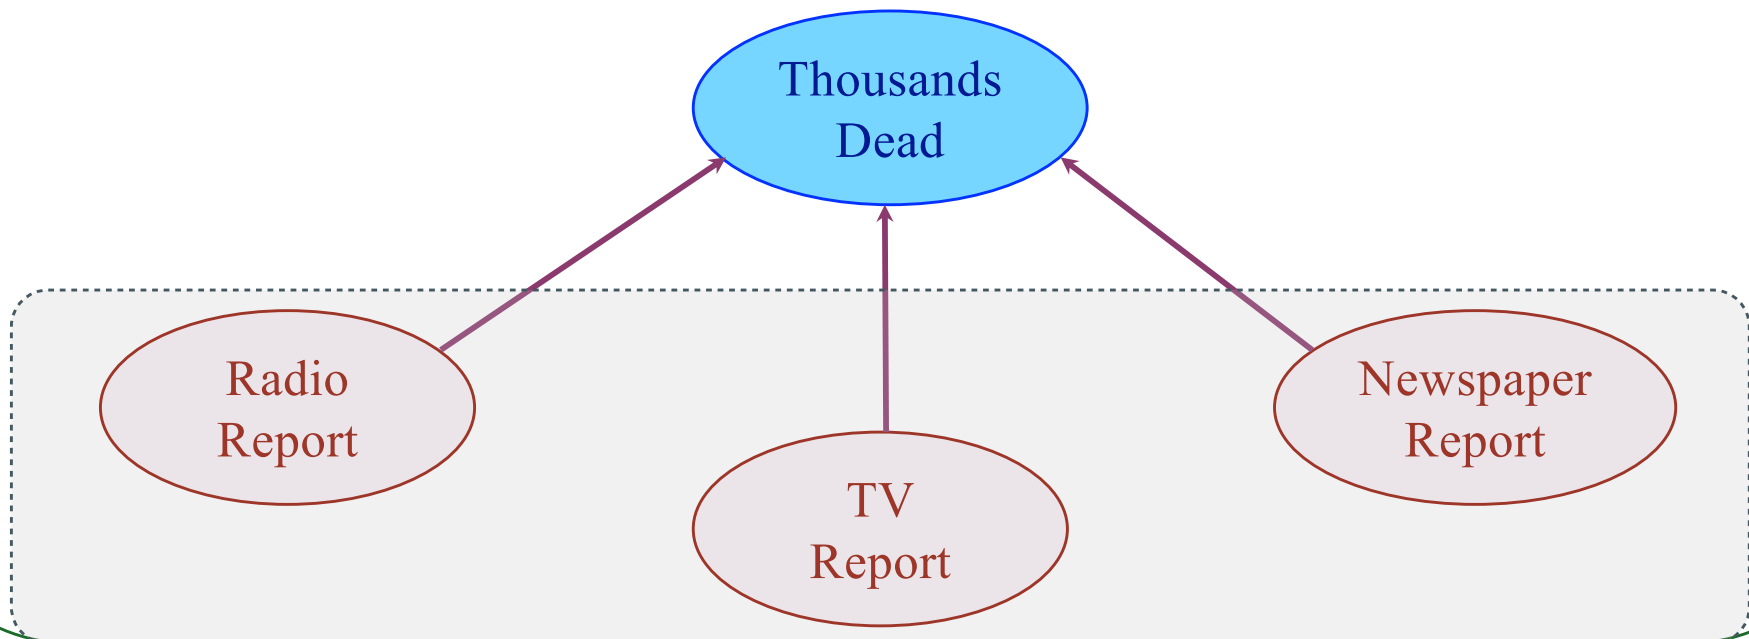 Thousands
Dead
Radio
Report
TV
Report
Newspaper
Report